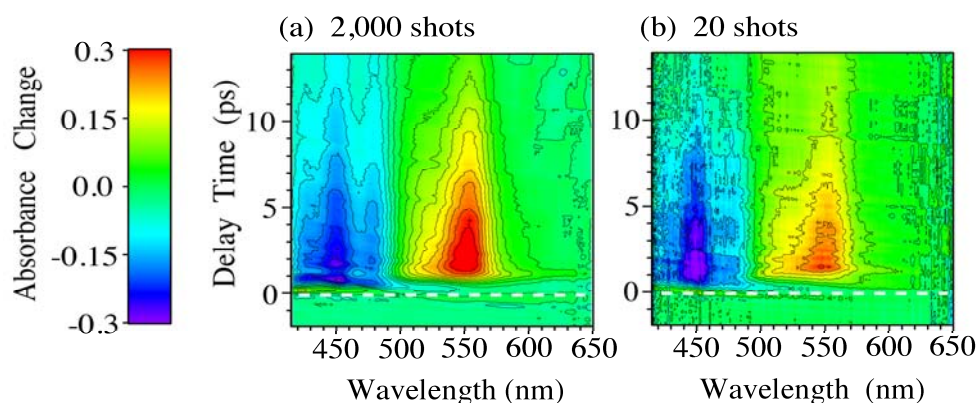 (a) 2,000 shots
(b) 20 shots
Absorbance Change
0.3
0.15
0.0
-0.15
-0.3
Delay Time (ps)
10
5
0
10
5
0
450 500 550 600 650
450 500 550 600 650
Wavelength (nm)
Wavelength (nm)